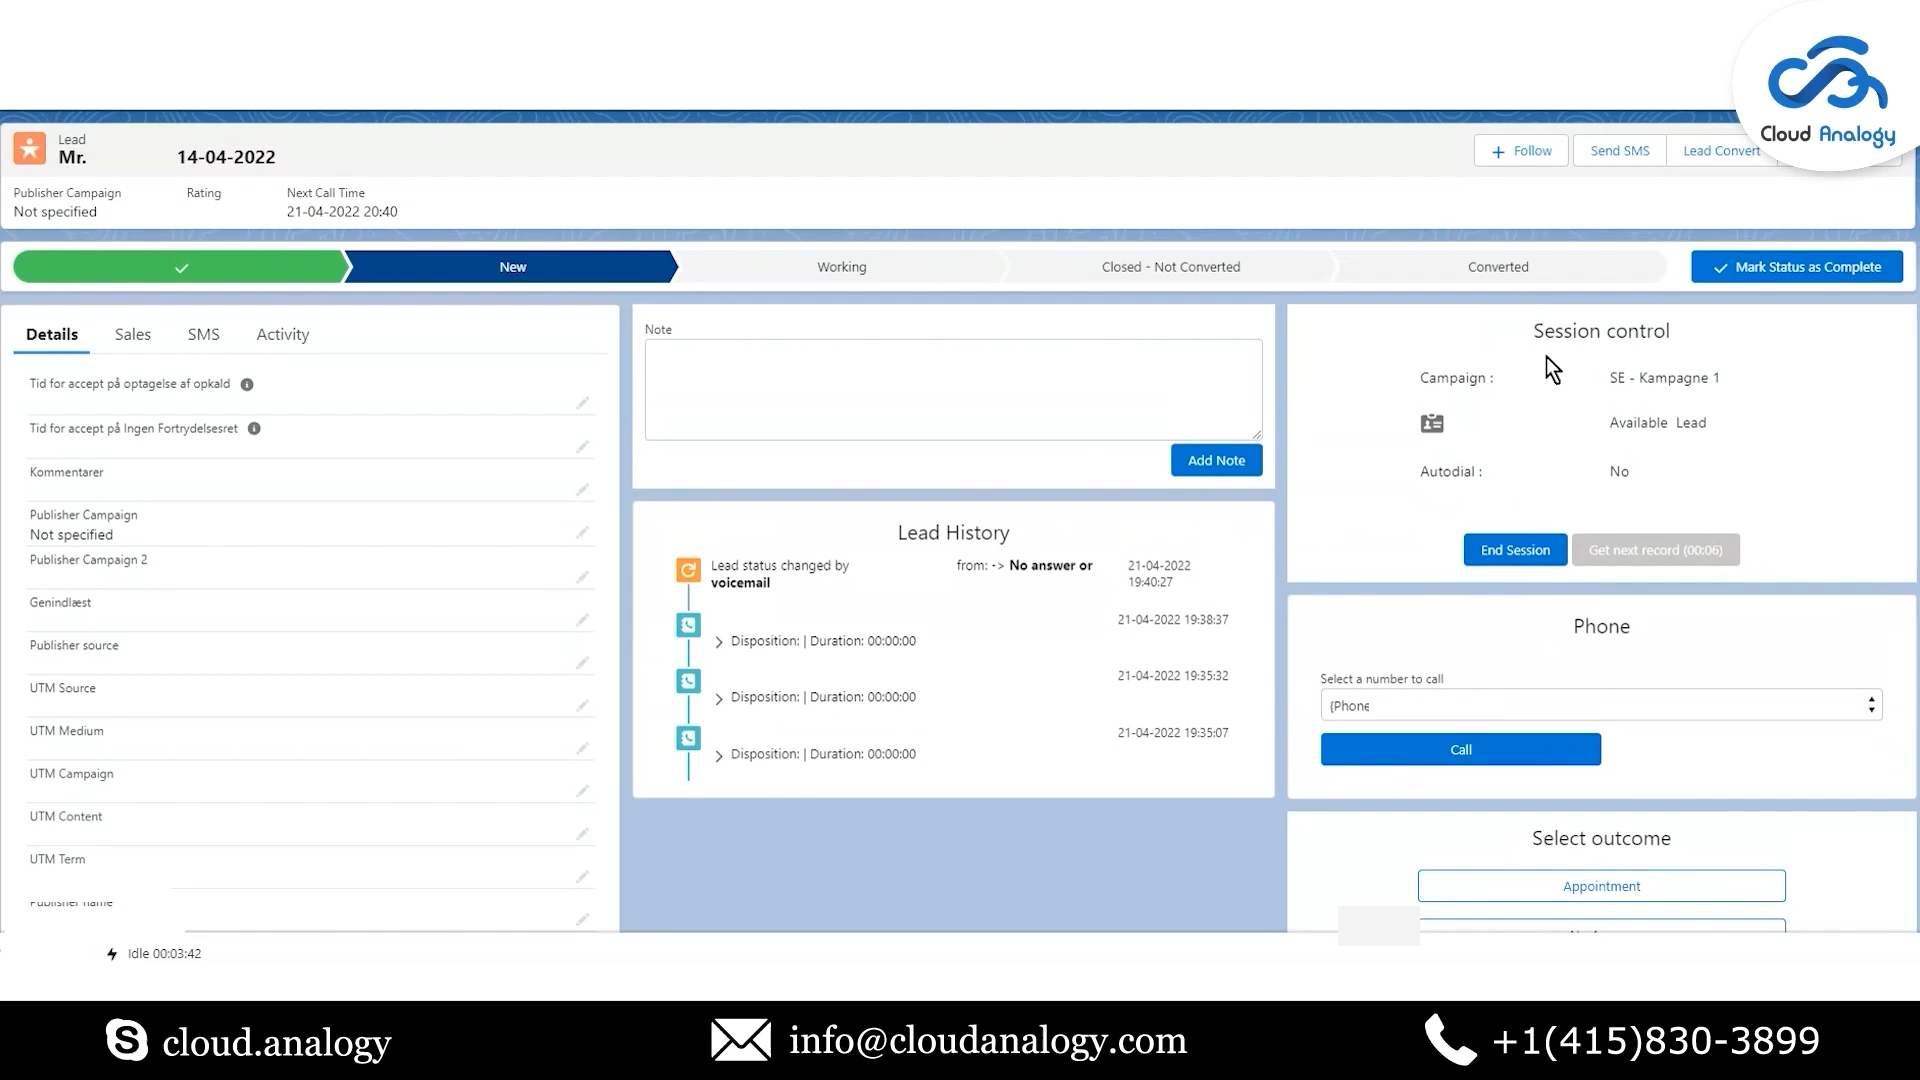 Cloud Analogy
Lead
Mr. 14-04-2022
+ Follow
Send SMS
Lead Convert
Publisher Campaign
Not specified
Rating
Next Call Time
21-04-2022 20:40
New
Working
Closed - Not Converted
Converted
Mark Status as Complete
Details
Sales
SMS
Activity
Tid for accept på optagelse af opkald
Tid for accept på Ingen Fortrydelsesret
Kommentarer
Publisher Campaign
Not specified
Publisher Campaign 2
Genindlæst
Publisher source
UTM Source
UTM Medium
UTM Campaign
UTM Content
UTM Term
Publisher name
Idle 00:03:42
Note
Add Note
Lead History
Lead status changed by from: -> No answer or
voicemail
21-04-2022
19:40:27
21-04-2022 19:38:37
Disposition: | Duration: 00:00:00
21-04-2022 19:35:32
Disposition: | Duration: 00:00:00
21-04-2022 19:35:07
Disposition: | Duration: 00:00:00
Session control
Campaign : SE - Kampagne 1
Available Lead
Autodial : No
End Session
Get next record (00:06)
Phone
Select a number to call
(Phone
Call
Select outcome
Appointment
cloud.analogy
info@cloudanalogy.com
+1(415)830-3899